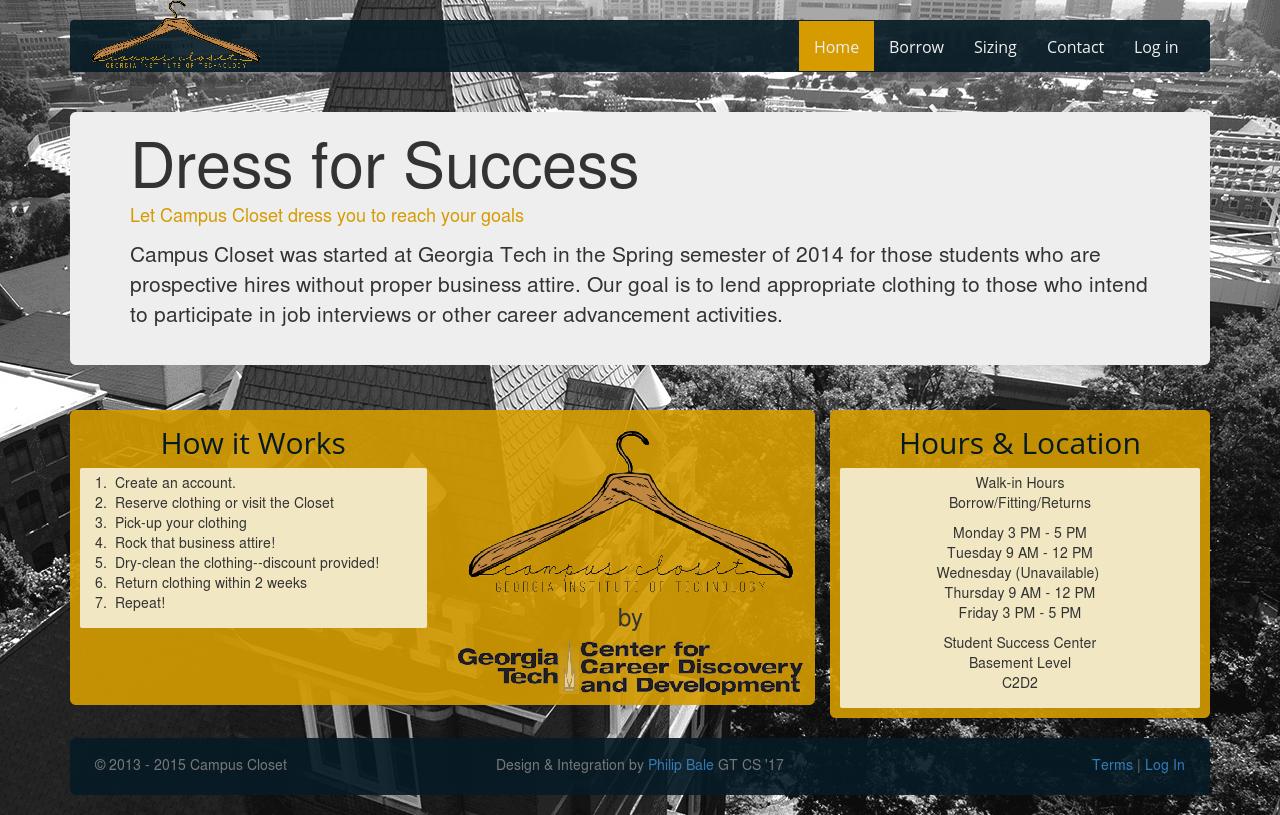 campus closet
GEORGIA INSTITUTE OF TECHNOLOGY
Home Borrow Sizing Contact Log in
Dress for Success
Let Campus Closet dress you to reach your goals
Campus Closet was started at Georgia Tech in the Spring semester of 2014 for those students who are
prospective hires without proper business attire. Our goal is to lend appropriate clothing to those who intend
to participate in job interviews or other career advancement activities.
How it Works
1. Create an account.
2. Reserve clothing or visit the Closet
3. Pick-up your clothing
4. Rock that business attire!
5. Dry-clean the clothing--discount provided!
6. Return clothing within 2 weeks
7. Repeat!
campus closet
GEORGIA INSTITUTE OF TECHNOLOGY
by
Georgia
Tech
Center for
Career Discovery
and Development
Hours & Location
Walk-in Hours
Borrow/Fitting/Returns
Monday 3 PM - 5 PM
Tuesday 9 AM - 12 PM
Wednesday (Unavailable)
Thursday 9 AM - 12 PM
Friday 3 PM - 5 PM
Student Success Center
Basement Level
C2D2
© 2013 - 2015 Campus Closet
Design & Integration by Philip Bale GT CS '17
Terms | Log In